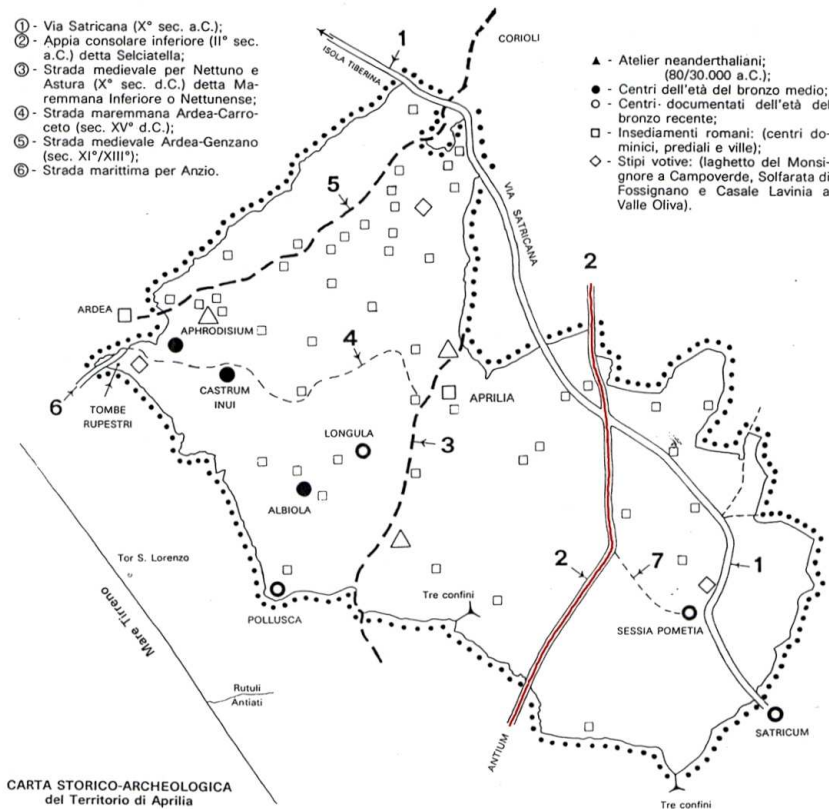 ① - Via Satricana (X° sec. a.C.);
② - Appia consolare inferiore (II° sec.
a.C.) detta Selciatella;
③ - Strada medievale per Nettuno e
Astura (X° sec. d.C.) detta Ma-
remmana Inferiore o Nettunense;
④ - Strada maremmana Ardea-Carro-
ceto (sec. XV° d.C.);
⑤ - Strada medievale Ardea-Genzano
(sec. XI°/XIII°);
⑥ - Strada marittima per Anzio.
▲ - Atelier neanderthaliani;
(80/30.000 a.C.);
● - Centri dell'età del bronzo medio;
○ - Centri documentati dell'età del
bronzo recente;
□ - Insediamenti romani: (centri do-
minici, prediali e ville);
◇ - Stipi votive: (laghetto del Monsi-
gnore a Campoverde, Solfarata di
Fossignano e Casale Lavinia a
Valle Oliva).
1
CORIOLI
ISOLA TIBERINA
5
VIA SATRICANA
2
ARDEA
APHRODISIUM
4
CASTRUM
INUI
6
TOMBE
RUPESTRI
APRILIA
LONGULA
3
ALBIOLA
Tor S. Lorenzo
Mare Tirreno
POLLUSCA
Tre confini
2
7
1
SESSIA POMETIA
Rutuli
Antiati
ANTIUM
SATRICUM
Tre confini
CARTA STORICO-ARCHEOLOGICA
del Territorio di Aprilia